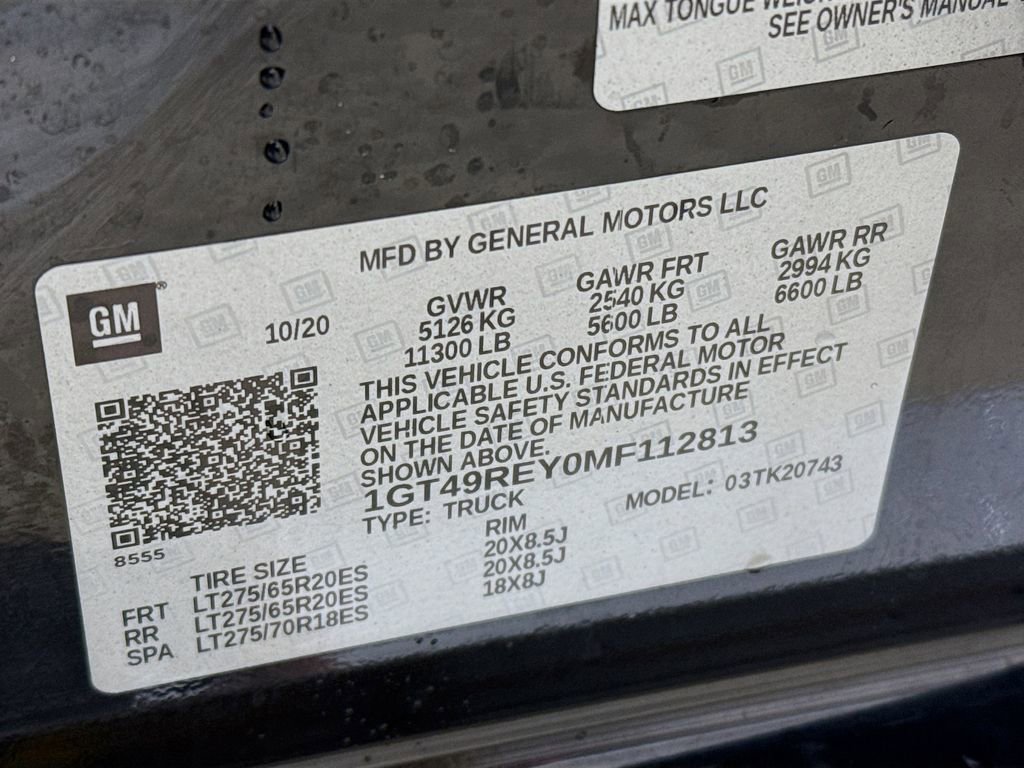 MAX TONGUE
SEE OWNER'S MANUAL
MFD BY GENERAL MOTORS LLC
GM®
10/20
GVWR GAWR FRT GAWR RR
5126 KG 2540 KG 2994 KG
11300 LB 5600 LB 6600 LB
THIS VEHICLE CONFORMS TO ALL
APPLICABLE U.S. FEDERAL MOTOR
VEHICLE SAFETY STANDARDS IN EFFECT
ON THE DATE OF MANUFACTURE
SHOWN ABOVE.
1GT49REY0MF112813
TYPE: TRUCK MODEL: 03TK20743
8555
TIRE SIZE RIM
FRT LT275/65R20ES 20X8.5J
RR LT275/65R20ES 20X8.5J
SPA LT275/70R18ES 18X8J